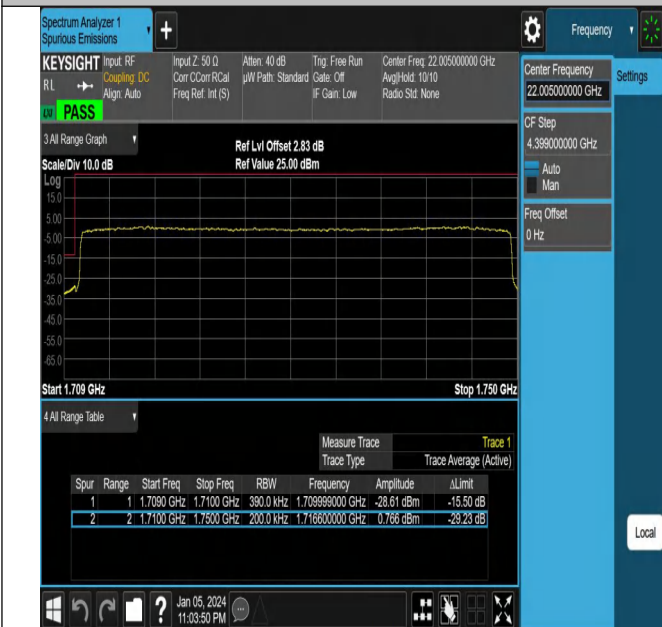 Spectrum Analyzer 1
Spurious Emissions
+
Frequency
KEYSIGHT
RL
PASS
Input: RF
Coupling: DC
Align: Auto
Input Z: 50 Ω
Corr CCorr RCal
Freq Ref: Int (S)
Atten: 40 dB
µW Path: Standard
Trig: Free Run
Gate: Off
IF Gain: Low
Center Freq: 22.005000000 GHz
Avg|Hold: 10/10
Radio Std: None
Center Frequency
22.005000000 GHz
Settings
CF Step
4.399000000 GHz
Auto
Man
Freq Offset
0 Hz
3 All Range Graph
Scale/Div 10.0 dB
Ref Lvl Offset 2.83 dB
Ref Value 25.00 dBm
Log
15.0
5.00
-5.00
-15.0
-25.0
-35.0
-45.0
-55.0
-65.0
Start 1.709 GHz
Stop 1.750 GHz
4 All Range Table
Measure Trace Trace 1
Trace Type Trace Average (Active)
Spur Range Start Freq Stop Freq RBW Frequency Amplitude ΔLimit
1 1 1.7090 GHz 1.7100 GHz 390.0 kHz 1.709999000 GHz -28.61 dBm -15.50 dB
2 2 1.7100 GHz 1.7500 GHz 200.0 kHz 1.716600000 GHz 0.766 dBm -29.23 dB
Local
?
Jan 05, 2024
11:03:50 PM